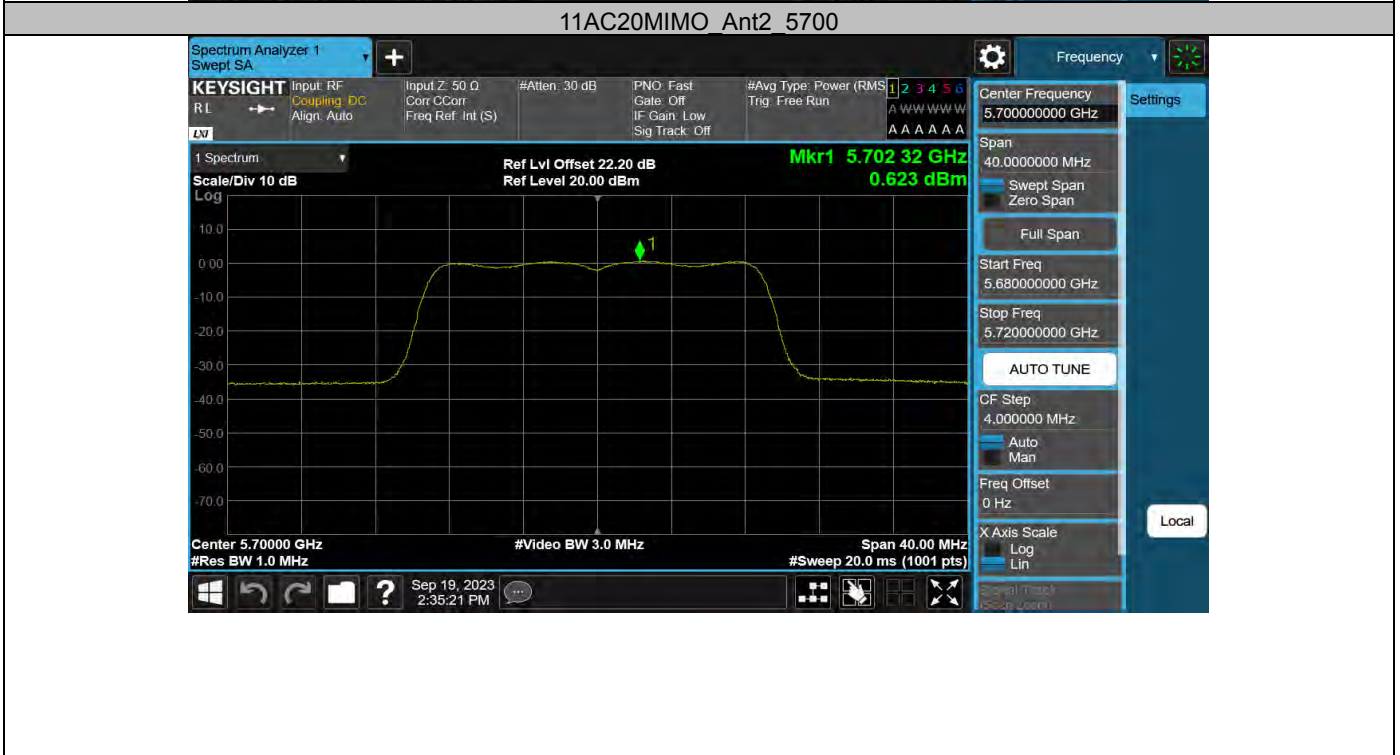 11AC20MIMO_Ant2_5700
Spectrum Analyzer 1
Swept SA
+
Frequency
KEYSIGHT
RL
LXI
Input: RF
Coupling: DC
Align: Auto
Input Z: 50 Ω
Corr CCorr
Freq Ref: Int (S)
#Atten: 30 dB
PNO: Fast
Gate: Off
IF Gain: Low
Sig Track: Off
#Avg Type: Power (RMS
Trig: Free Run
1 2 3 4 5 6
A W W W W W
A A A A A A
1 Spectrum
Scale/Div 10 dB
Log
Ref Lvl Offset 22.20 dB
Ref Level 20.00 dBm
Mkr1 5.702 32 GHz
0.623 dBm
10.0
0.00
-10.0
-20.0
-30.0
-40.0
-50.0
-60.0
-70.0
1
Center 5.70000 GHz
#Res BW 1.0 MHz
#Video BW 3.0 MHz
Span 40.00 MHz
#Sweep 20.0 ms (1001 pts)
Center Frequency
5.700000000 GHz
Settings
Span
40.0000000 MHz
Swept Span
Zero Span
Full Span
Start Freq
5.680000000 GHz
Stop Freq
5.720000000 GHz
AUTO TUNE
CF Step
4.000000 MHz
Auto
Man
Freq Offset
0 Hz
X Axis Scale
Log
Lin
Signal Track
Local
?
Sep 19, 2023
2:35:21 PM